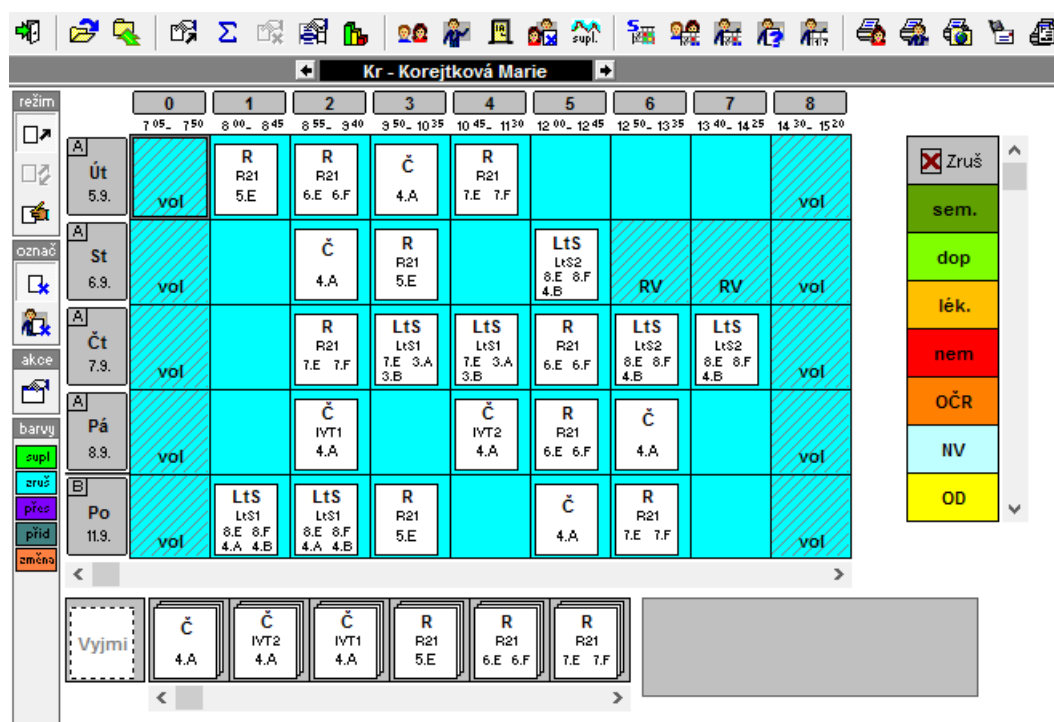 Σ
supl.
Kr - Korejtková Marie
režim
0 1 2 3 4 5 6 7 8
7 05 - 7 50 8 00 - 8 45 8 55 - 9 40 9 50 - 10 35 10 45 - 11 30 12 00 - 12 45 12 50 - 13 35 13 40 - 14 25 14 30 - 15 20
A
Út
5.9.
vol
R
R21
5.E
R
R21
6.E 6.F
Č
4.A
R
R21
7.E 7.F
vol
A
St
6.9.
vol
Č
4.A
R
R21
5.E
LtS
LtS2
8.E 8.F
4.B
RV
RV
vol
A
Čt
7.9.
vol
R
R21
7.E 7.F
LtS
LtS1
7.E 3.A
3.B
LtS
LtS1
7.E 3.A
3.B
R
R21
6.E 6.F
LtS
LtS2
8.E 8.F
4.B
LtS
LtS2
8.E 8.F
4.B
vol
A
Pá
8.9.
vol
Č
IVT1
4.A
Č
IVT2
4.A
R
R21
6.E 6.F
Č
4.A
vol
B
Po
11.9.
vol
LtS
LtS1
8.E 8.F
4.A 4.B
LtS
LtS1
8.E 8.F
4.A 4.B
R
R21
5.E
Č
4.A
R
R21
7.E 7.F
vol
označ
akce
barvy
supl
zruš
přes
přid
změna
Zruš
sem.
dop
lék.
nem
OČR
NV
OD
Vyjmi
Č
4.A
Č
IVT2
4.A
Č
IVT1
4.A
R
R21
5.E
R
R21
6.E 6.F
R
R21
7.E 7.F